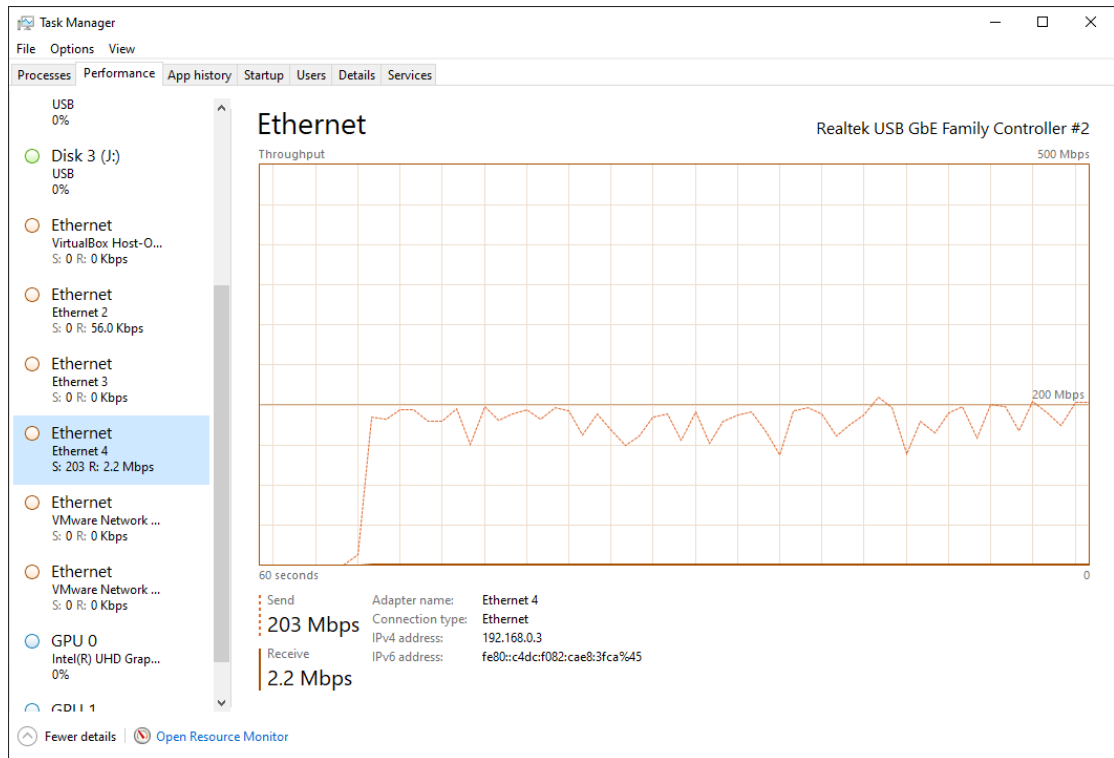 Task Manager
File Options View
Processes Performance App history Startup Users Details Services
USB
0%
Disk 3 (J:)
USB
0%
Ethernet
VirtualBox Host-O...
S: 0 R: 0 Kbps
Ethernet
Ethernet 2
S: 0 R: 56.0 Kbps
Ethernet
Ethernet 3
S: 0 R: 0 Kbps
Ethernet
Ethernet 4
S: 203 R: 2.2 Mbps
Ethernet
VMware Network ...
S: 0 R: 0 Kbps
Ethernet
VMware Network ...
S: 0 R: 0 Kbps
GPU 0
Intel(R) UHD Grap...
0%
GPU 1
Ethernet
Realtek USB GbE Family Controller #2
Throughput
500 Mbps
200 Mbps
60 seconds
0
Send
203 Mbps
Receive
2.2 Mbps
Adapter name: Ethernet 4
Connection type: Ethernet
IPv4 address: 192.168.0.3
IPv6 address: fe80::c4dc:f082:cae8:3fca%45
Fewer details
Open Resource Monitor